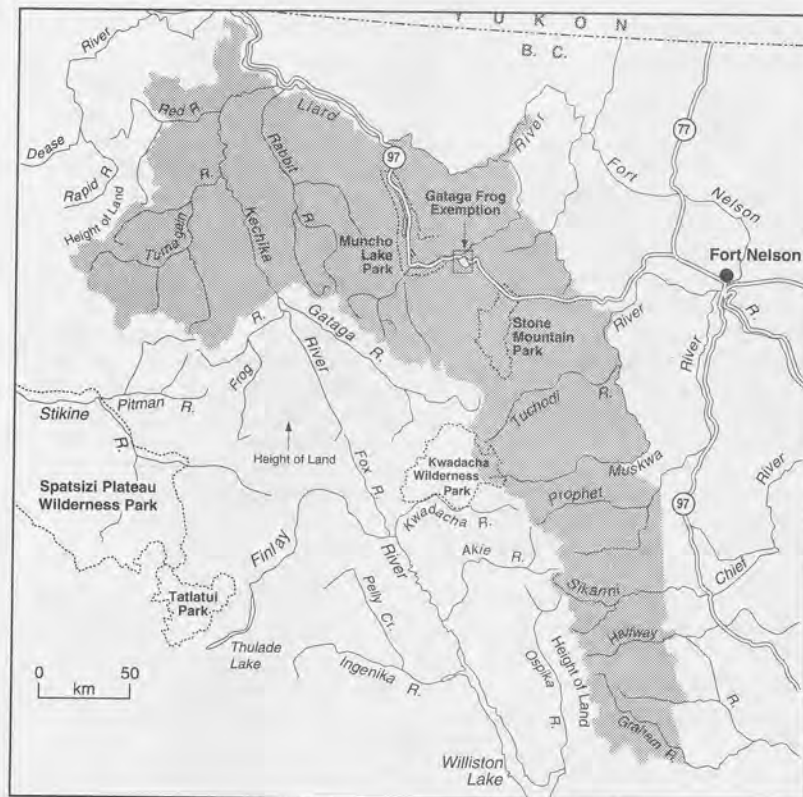 YUKON
B. C.
River
Red R.
Liard
River
77
Dease
Rapid R.
Height of Land
R.
Turnagain
Kechika
Rabbit
R.
97
Fort
Nelson
Gataga Frog
Exemption
Muncho
Lake
Park
Fort Nelson
R.
River
River
Stone
Mountain
Park
R.
Gataga R.
Frog
River
Stikine
Pitman R.
R.
Tuchodi R.
Height of Land
Fox R.
Kwadacha
Wilderness
Park
Muskwa
Prophet
River
97
Spatsizi Plateau
Wilderness Park
Kwadacha R.
Finlay
River
Akie R.
Chief
Sikanni
Tatlatui
Park
Pelly Ct.
Halfway
R.
Thulade
Lake
Height of Land
Ospika
R.
0 50
km
Ingenika R.
Graham R.
Williston
Lake